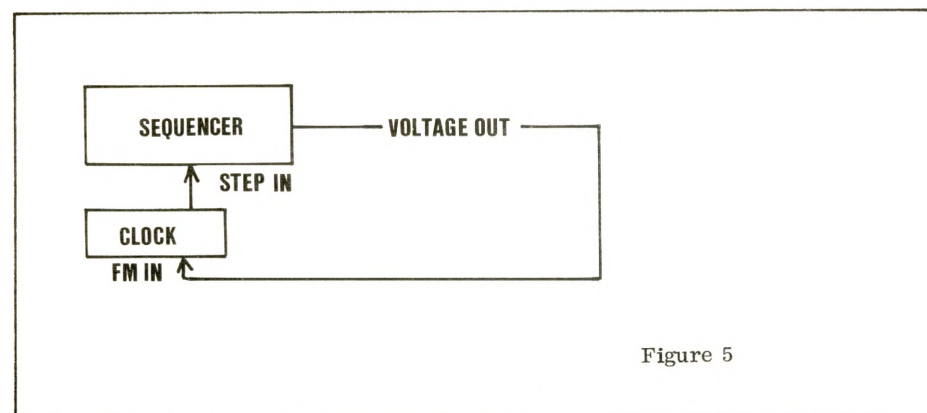 SEQUENCER
VOLTAGE OUT
STEP IN
CLOCK
FM IN
Figure 5